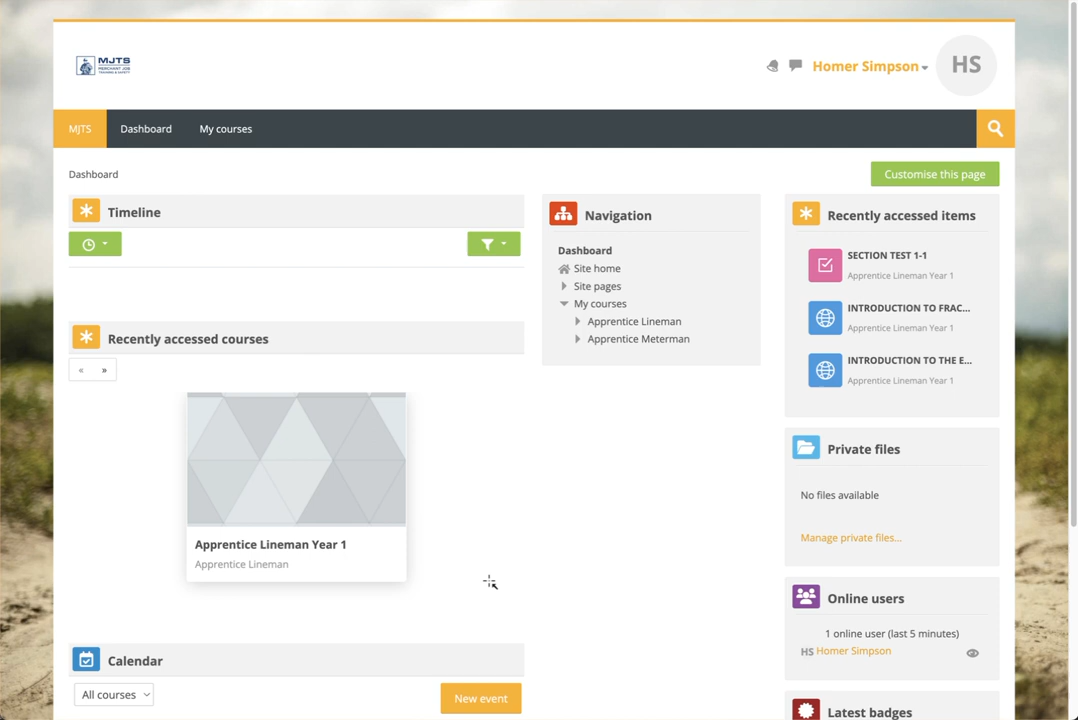 MJTS
MERCHANT JOB
TRAINING & SAFETY
Homer Simpson
HS
MJTS
Dashboard
My courses
Dashboard
Customise this page
Timeline
Recently accessed courses
«
»
Apprentice Lineman Year 1
Apprentice Lineman
Calendar
All courses
New event
Navigation
Dashboard
Site home
Site pages
My courses
Apprentice Lineman
Apprentice Meterman
Recently accessed items
SECTION TEST 1-1
Apprentice Lineman Year 1
INTRODUCTION TO FRAC...
Apprentice Lineman Year 1
INTRODUCTION TO THE E...
Apprentice Lineman Year 1
Private files
No files available
Manage private files...
Online users
1 online user (last 5 minutes)
HS Homer Simpson
Latest badges